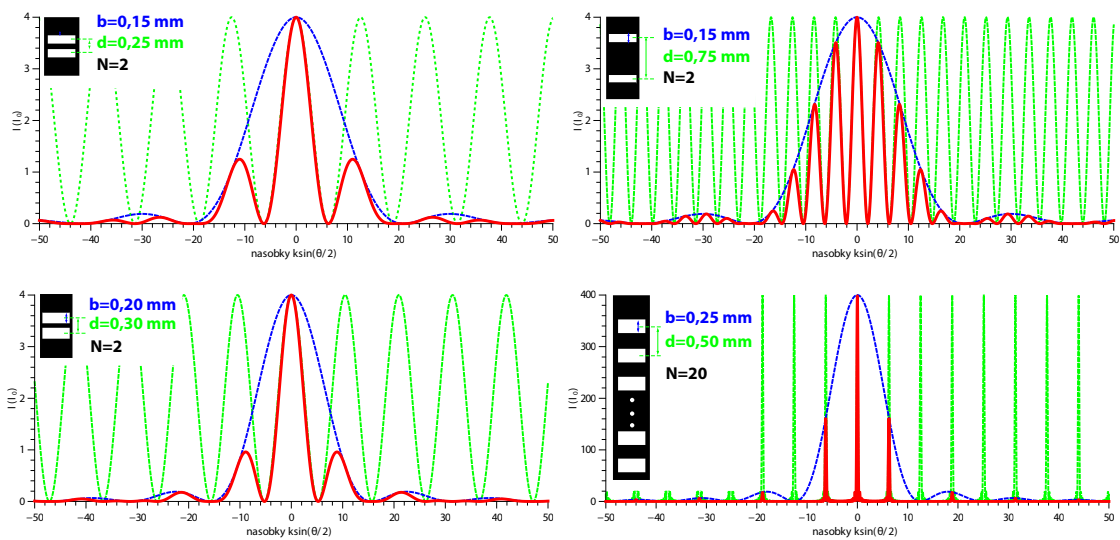 b=0,15 mm
d=0,25 mm
N=2
4
3
2
1
0
I (I₀)
−50 −40 −30 −20 −10 0 10 20 30 40 50
nasobky ksin(θ/2)
b=0,15 mm
d=0,75 mm
N=2
4
3
2
1
0
I (I₀)
−50 −40 −30 −20 −10 0 10 20 30 40 50
nasobky ksin(θ/2)
b=0,20 mm
d=0,30 mm
N=2
4
3
2
1
0
I (I₀)
−50 −40 −30 −20 −10 0 10 20 30 40 50
nasobky ksin(θ/2)
b=0,25 mm
d=0,50 mm
N=20
400
300
200
100
0
I (I₀)
−50 −40 −30 −20 −10 0 10 20 30 40 50
nasobky ksin(θ/2)